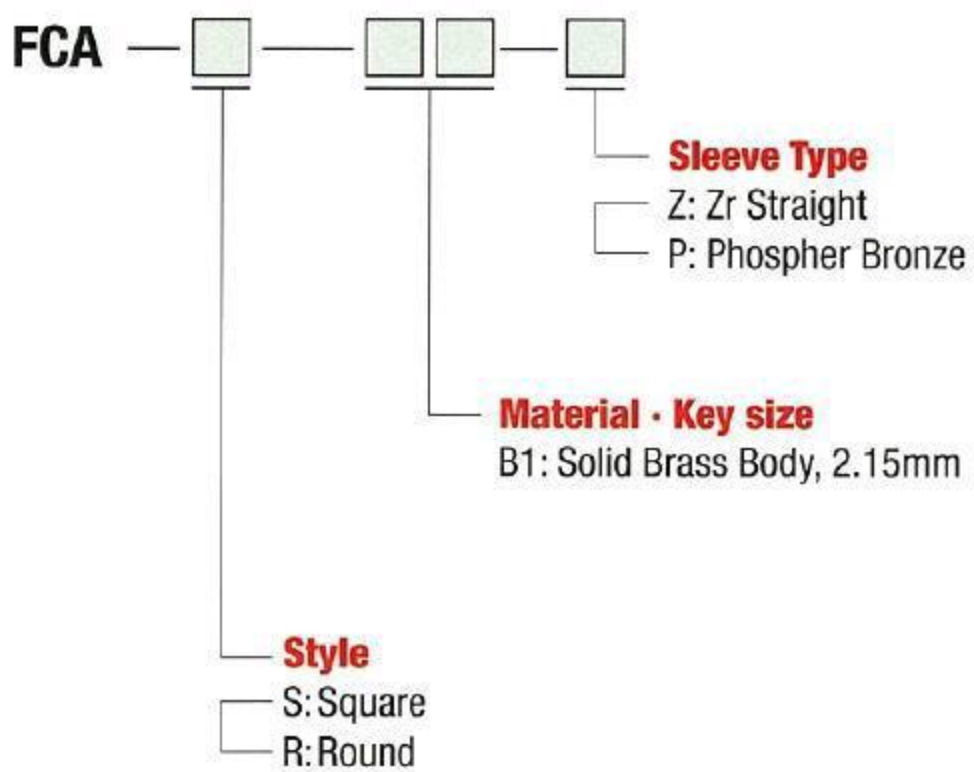 FCA
Sleeve Type
Z: Zr Straight
P: Phospher Bronze
Material · Key size
B1: Solid Brass Body, 2.15mm
Style
S: Square
R: Round